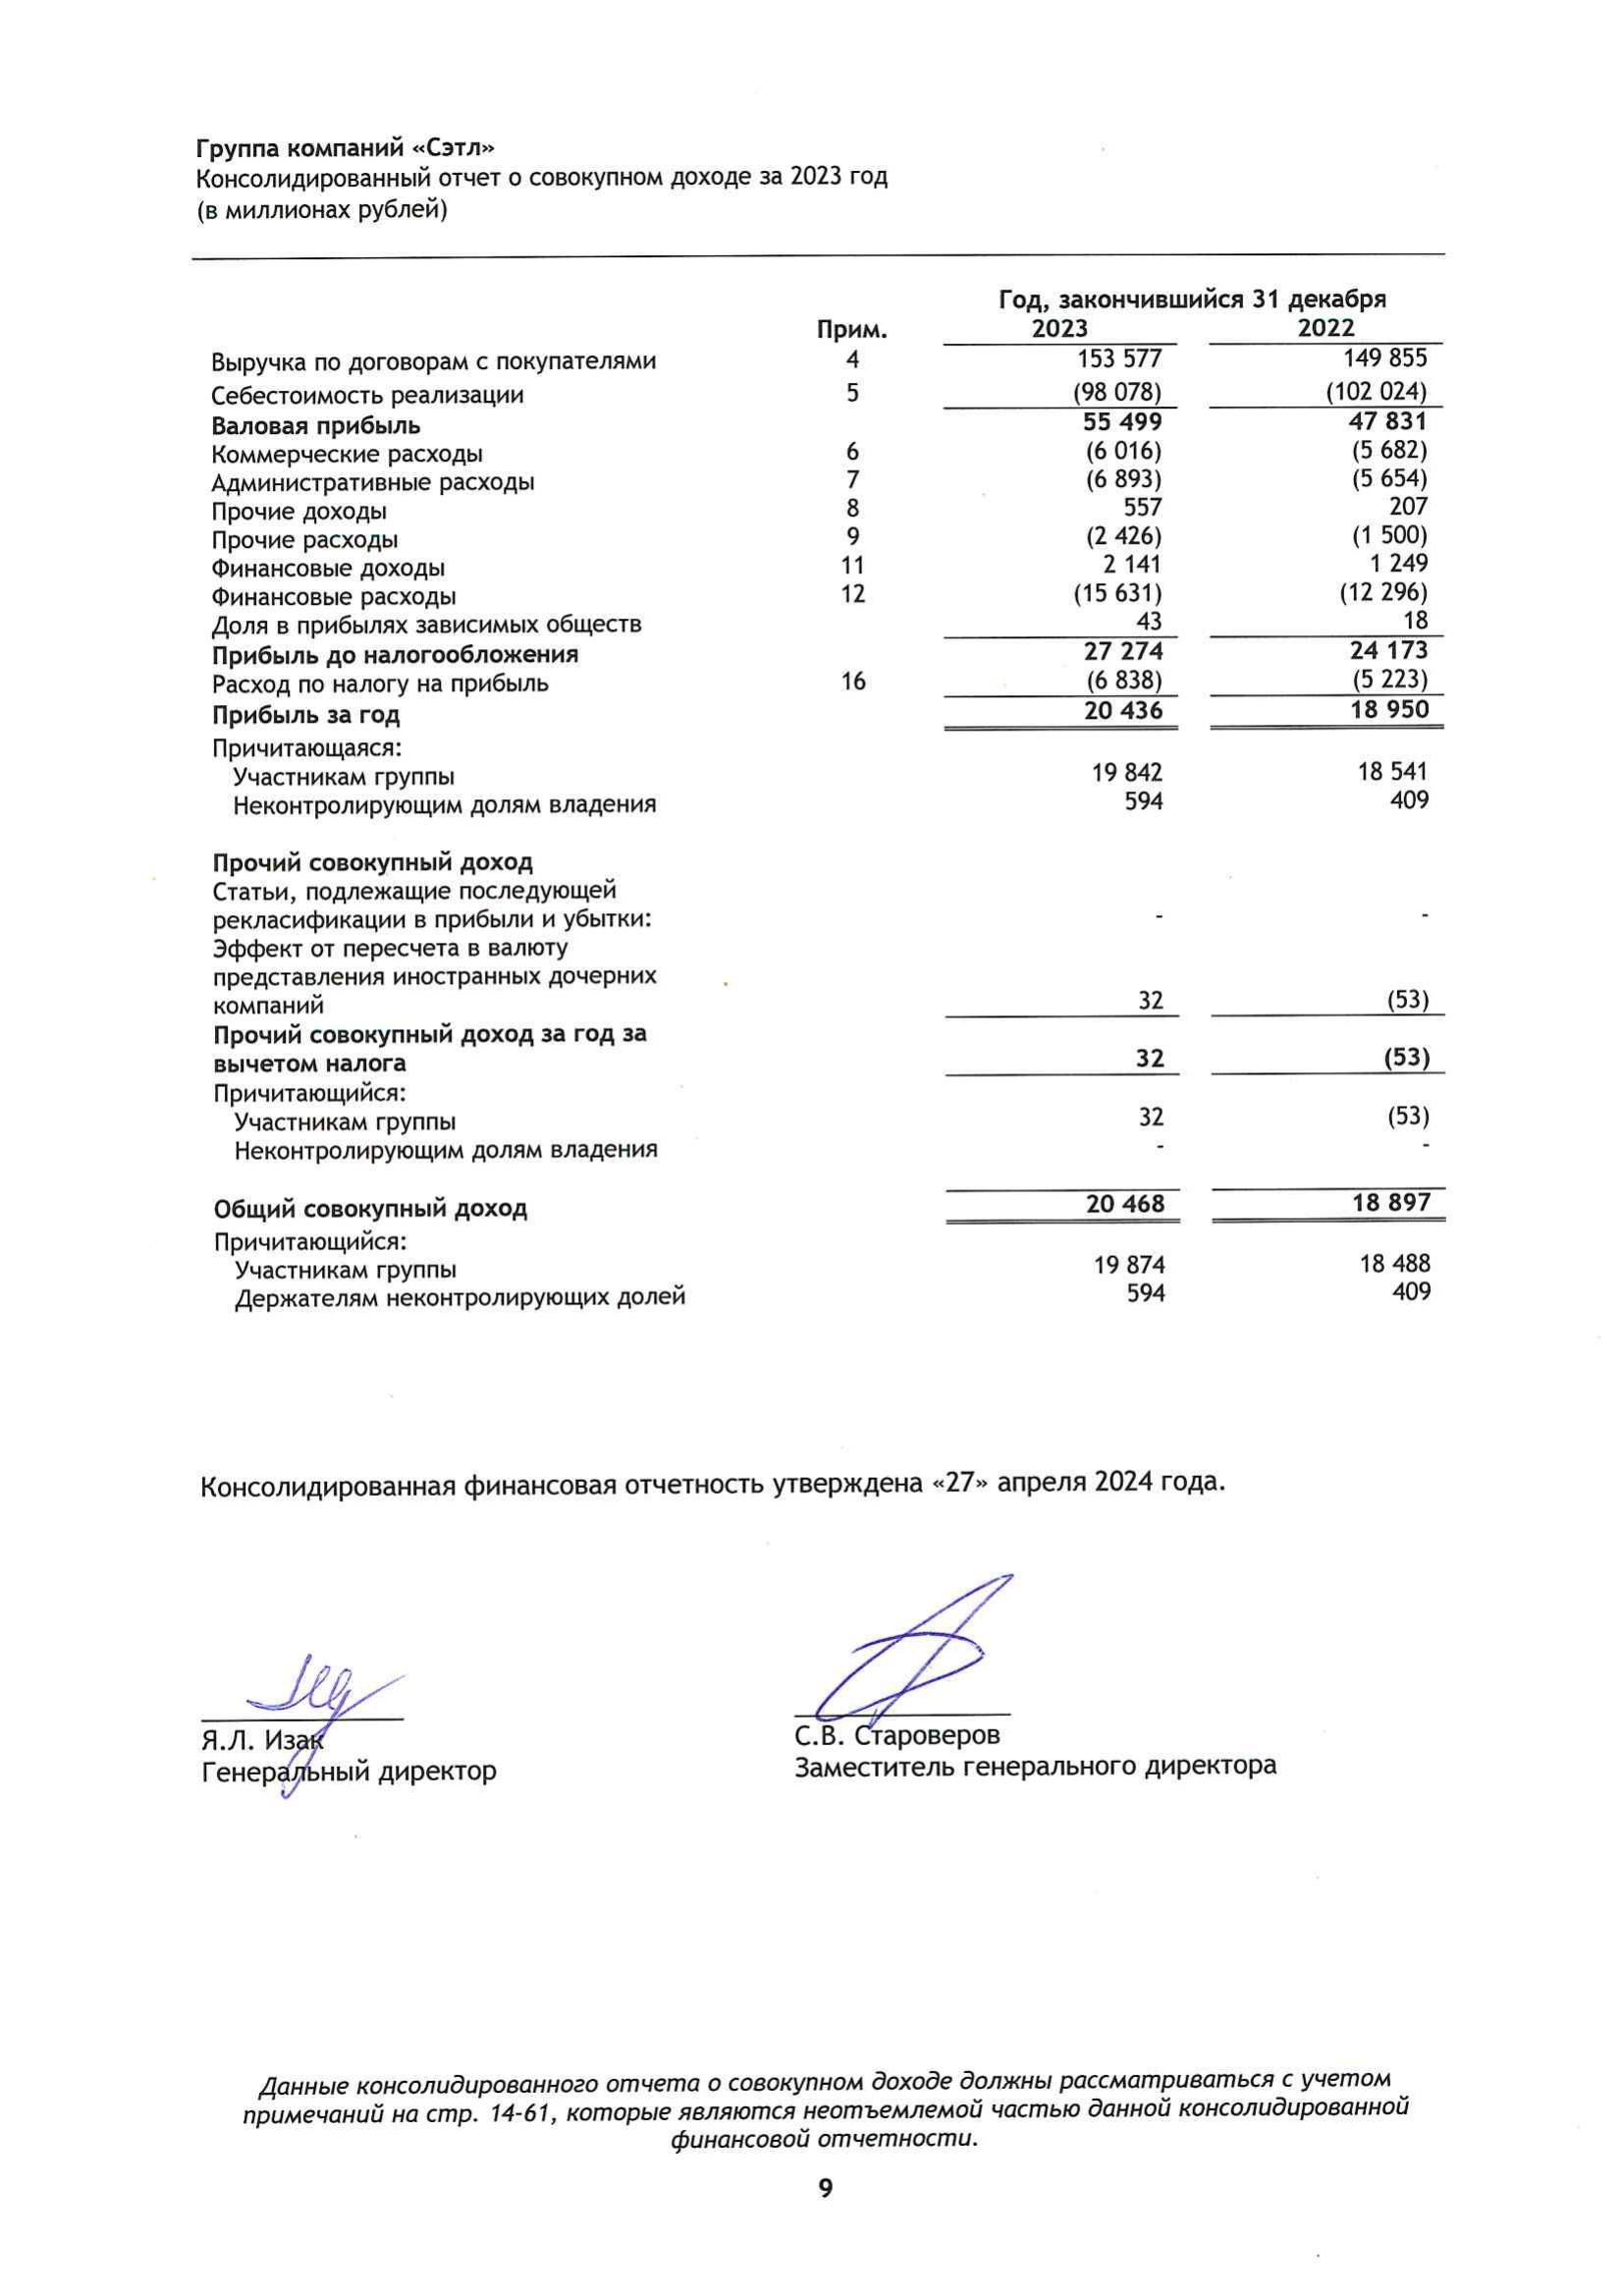 Группа компаний «Сэтл»
Консолидированный отчет о совокупном доходе за 2023 год
(в миллионах рублей)
Год, закончившийся 31 декабря
Прим. 2023 2022
Выручка по договорам с покупателями 4 153 577 149 855
Себестоимость реализации 5 (98 078) (102 024)
Валовая прибыль 55 499 47 831
Коммерческие расходы 6 (6 016) (5 682)
Административные расходы 7 (6 893) (5 654)
Прочие доходы 8 557 207
Прочие расходы 9 (2 426) (1 500)
Финансовые доходы 11 2 141 1 249
Финансовые расходы 12 (15 631) (12 296)
Доля в прибылях зависимых обществ 43 18
Прибыль до налогообложения 27 274 24 173
Расход по налогу на прибыль 16 (6 838) (5 223)
Прибыль за год 20 436 18 950
Причитающаяся:
Участникам группы 19 842 18 541
Неконтролирующим долям владения 594 409
Прочий совокупный доход
Статьи, подлежащие последующей
рекласификации в прибыли и убытки: - -
Эффект от пересчета в валюту
представления иностранных дочерних
компаний 32 (53)
Прочий совокупный доход за год за
вычетом налога 32 (53)
Причитающийся:
Участникам группы 32 (53)
Неконтролирующим долям владения - -
Общий совокупный доход 20 468 18 897
Причитающийся:
Участникам группы 19 874 18 488
Держателям неконтролирующих долей 594 409
Консолидированная финансовая отчетность утверждена «27» апреля 2024 года.
Я.Л. Изак С.В. Староверов
Генеральный директор Заместитель генерального директора
Данные консолидированного отчета о совокупном доходе должны рассматриваться с учетом
примечаний на стр. 14-61, которые являются неотъемлемой частью данной консолидированной
финансовой отчетности.
9